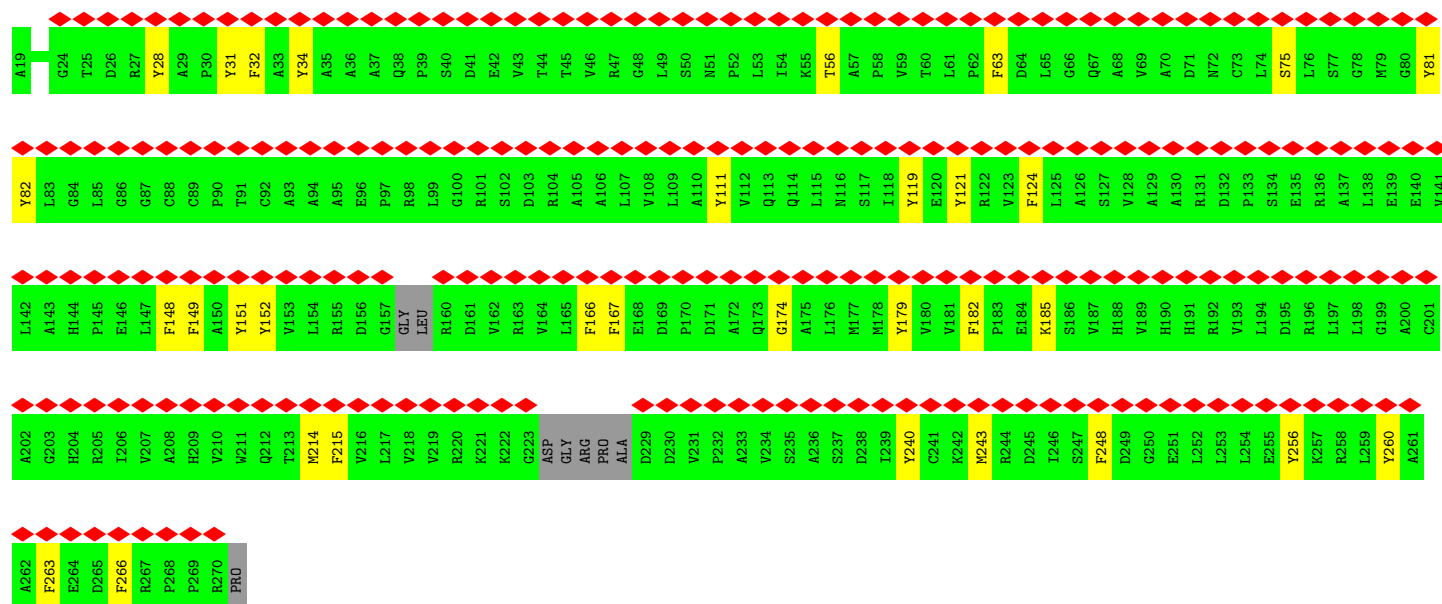 A19 G24 T25 D26 R27 Y28 A29 P30 Y31 F32 A33 Y34 A35 A36 A37 Q38 P39 S40 D41 E42 V43 T44 T45 V46 R47 G48 L49 S50 N51 P52 L53 I54 K55 T56 A57 P58 V59 T60 L61 P62 F63 D64 L65 G66 Q67 A68 V69 A70 D71 N72 C73 L74 S75 L76 S77 G78 M79 G80 Y81
Y82 L83 G84 L85 G86 G87 C88 C89 P90 T91 C92 A93 A94 A95 E96 P97 R98 L99 G100 R101 S102 D103 R104 A105 A106 L107 V108 L109 A110 Y111 V112 Q113 Q114 L115 N116 S117 I118 Y119 E120 Y121 R122 V123 F124 L125 A126 S127 V128 A129 A130 R131 D132 P133 S134 E135 R136 A137 L138 E139 E140 V141
L142 A143 H144 P145 E146 L147 F148 F149 A150 Y151 Y152 V153 L154 R155 D156 G157 GLY LEU R160 D161 V162 R163 V164 L165 F166 F167 E168 D169 P170 D171 A172 Q173 G174 A175 L176 M177 M178 Y179 V180 V181 F182 P183 E184 K185 S186 V187 H188 V189 H190 H191 R192 V193 L194 D195 R196 L197 L198 G199 A200 C201
A202 G203 H204 R205 I206 V207 A208 H209 V210 W211 Q212 T213 M214 F215 V216 L217 V218 V219 R220 K221 K222 G223 ASP GLY ARG PRO ALA D229 D230 V231 P232 A233 V234 S235 A236 S237 D238 I239 Y240 C241 K242 M243 R244 D245 I246 S247 F248 D249 G250 E251 L252 L253 L254 E255 Y256 K257 R258 L259 Y260 A261
A262 F263 E264 D265 F266 R267 P268 P269 R270 PRO